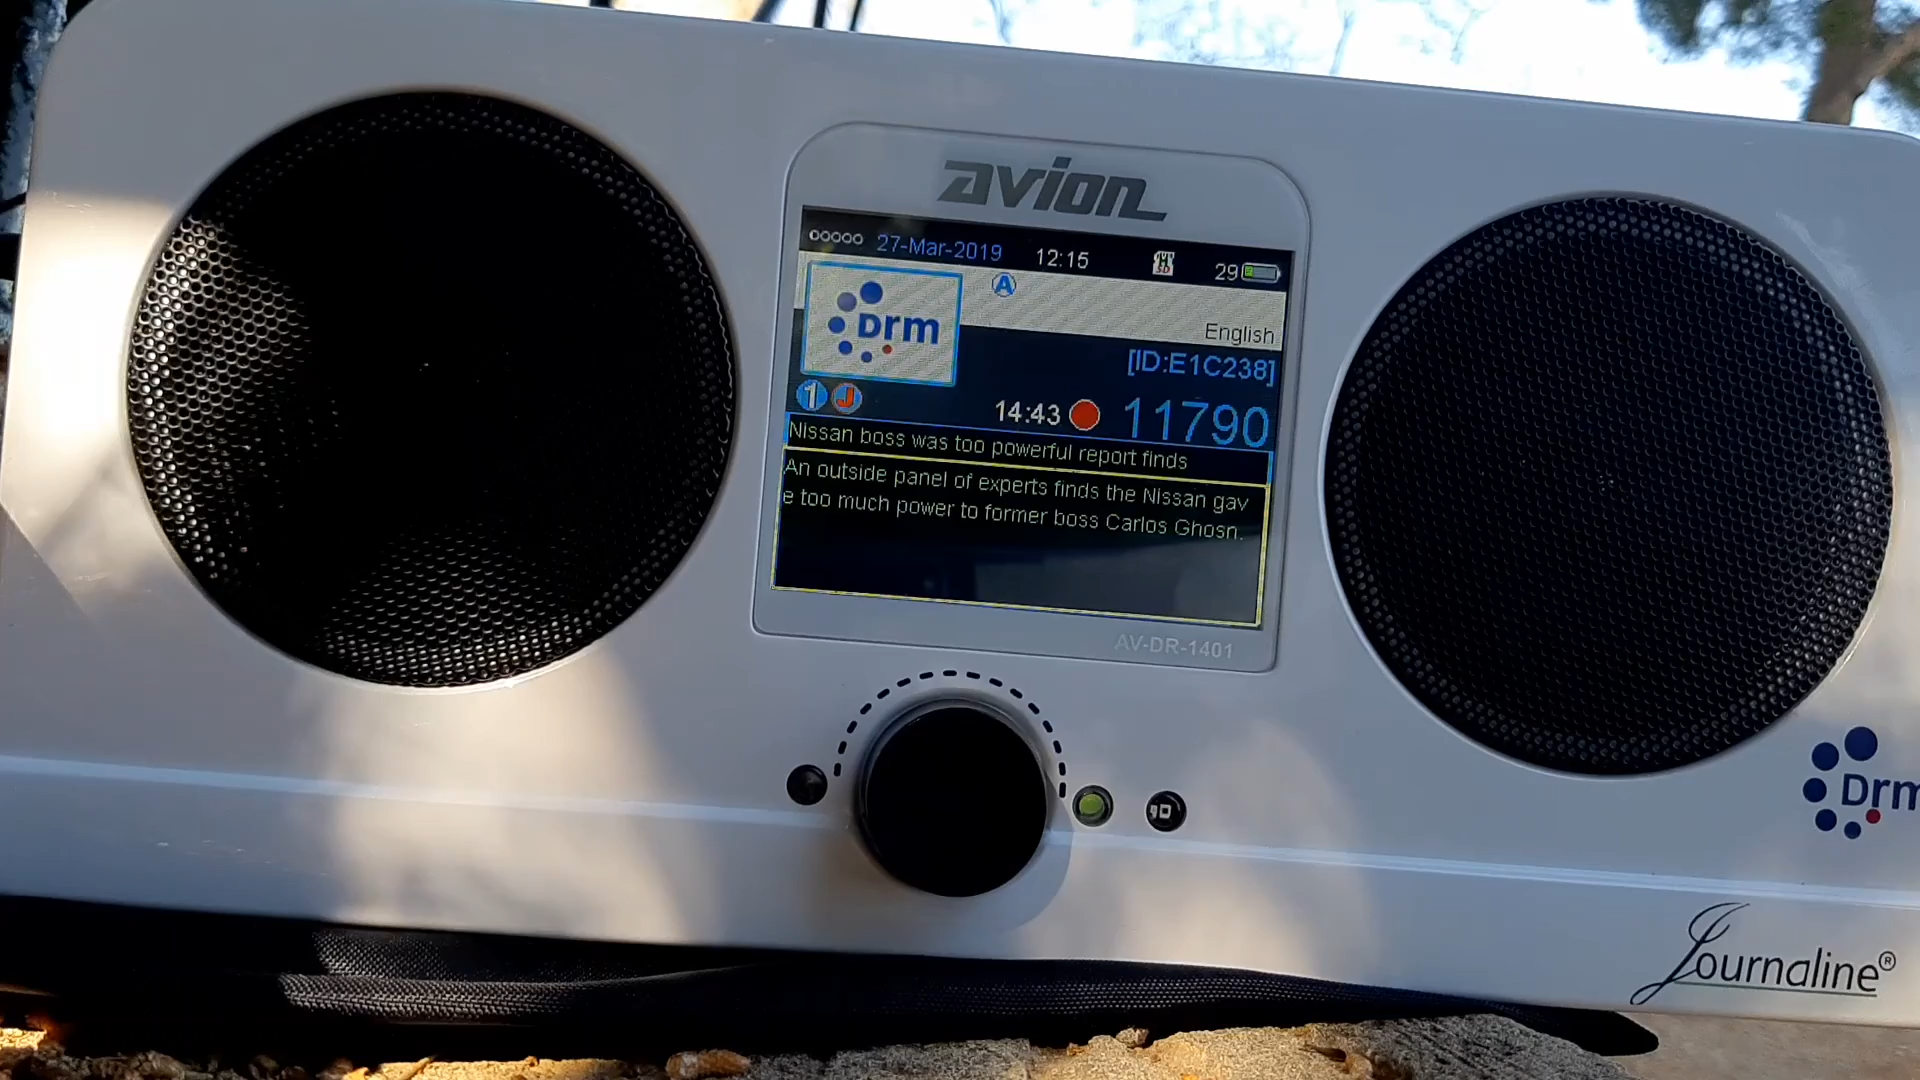 avion
27-Mar-2019 12:15 29
A
Drm
English
[ID:E1C238]
1 J 14:43 11790
Nissan boss was too powerful report finds
An outside panel of experts finds the Nissan gav
e too much power to former boss Carlos Ghosn.
AV-DR-1401
Drm
Journaline®